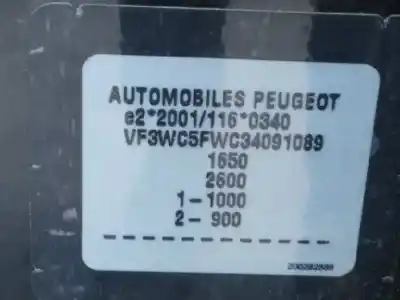 AUTOMOBILES PEUGEOT
e2*2001/116*0340
VF3WC5FWC34091089
1650
2600
1- 1000
2- 900